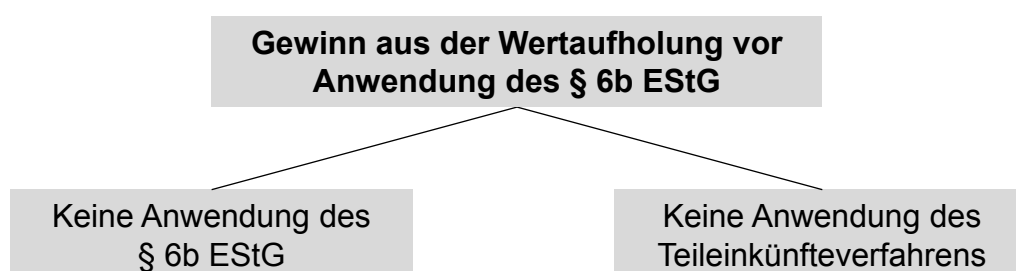 Gewinn aus der Wertaufholung vor
Anwendung des § 6b EStG
Keine Anwendung des
§ 6b EStG
Keine Anwendung des
Teileinkünfteverfahrens